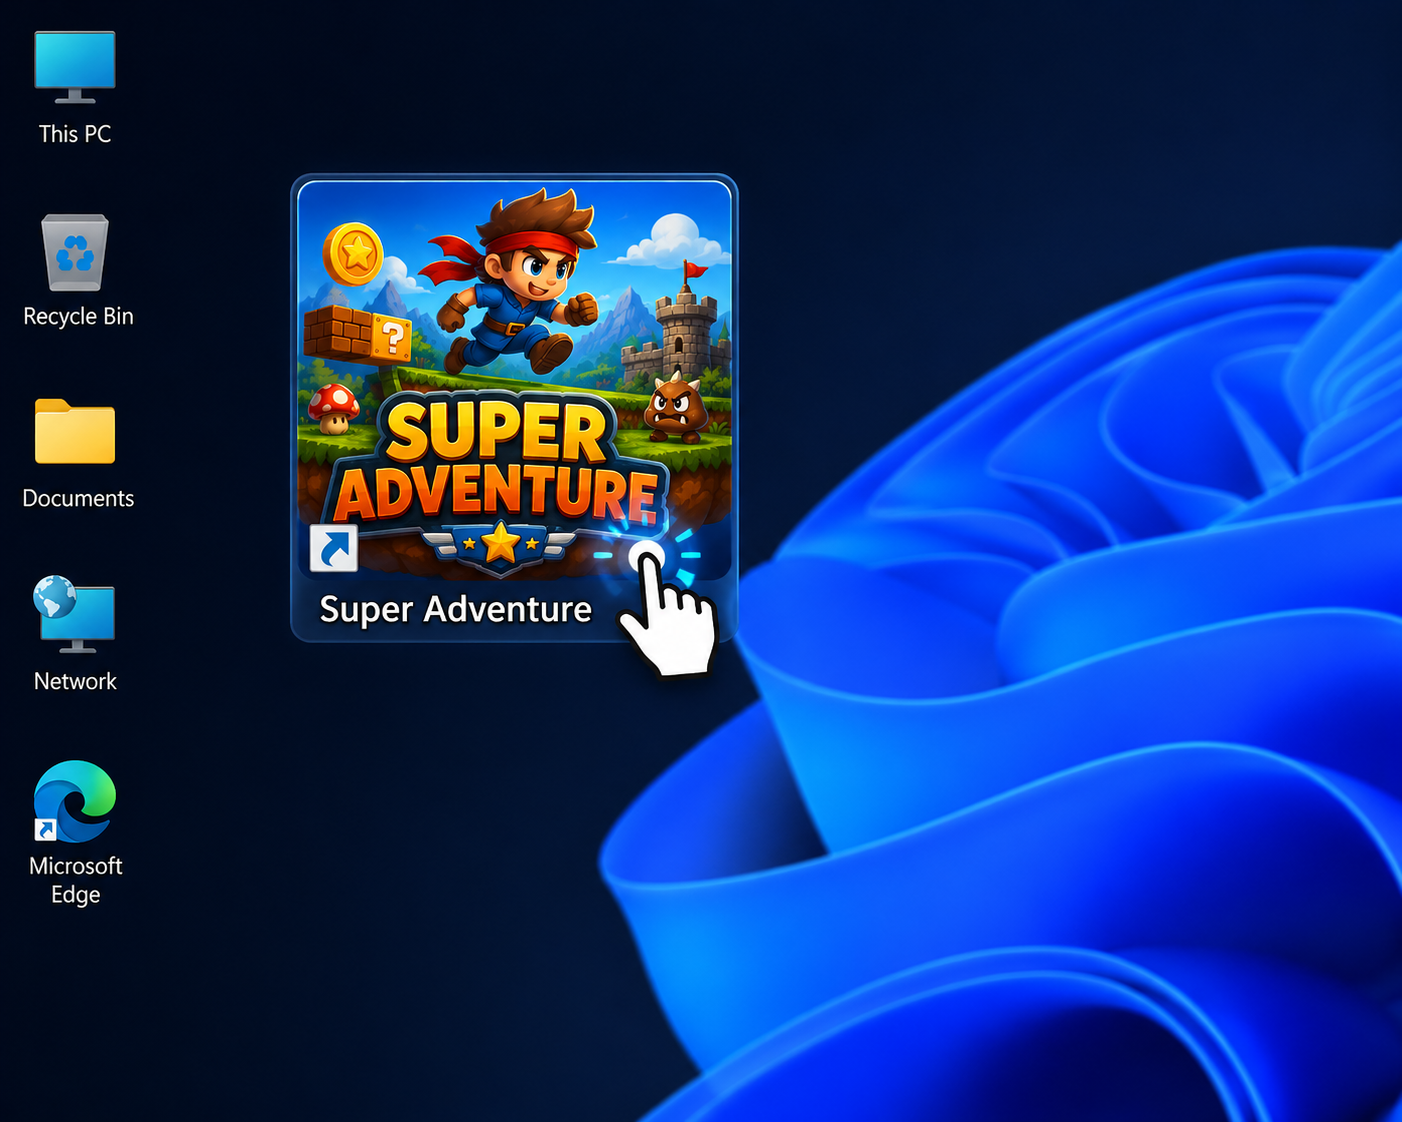 This PC
Recycle Bin
Documents
Network
Microsoft
Edge
?
SUPER
ADVENTURE
Super Adventure